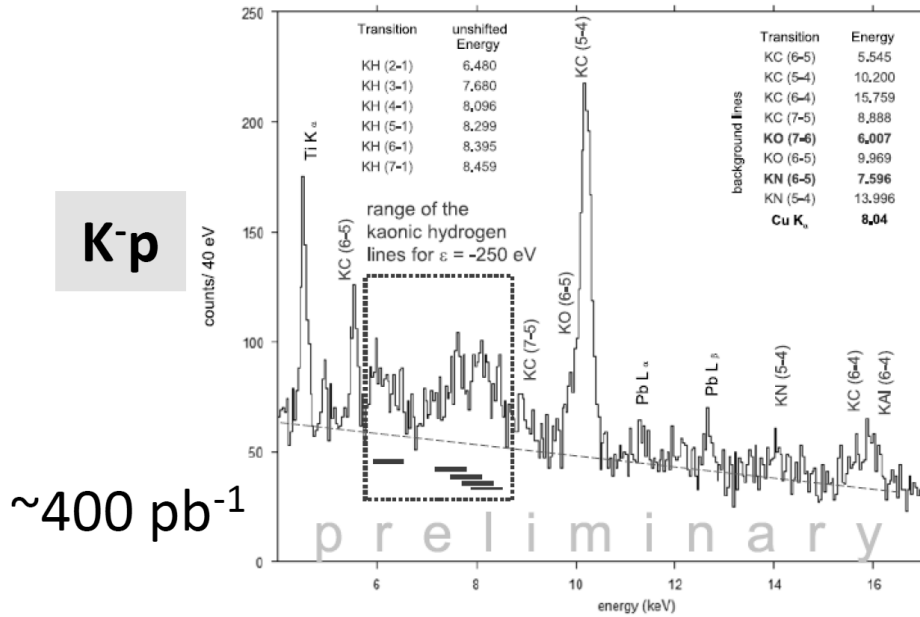 K⁻p
~400 pb⁻¹
counts/ 40 eV
250
200
150
100
50
0
Transition unshifted Energy
KH (2-1) 6.480
KH (3-1) 7.680
KH (4-1) 8.096
KH (5-1) 8.299
KH (6-1) 8.395
KH (7-1) 8.459
range of the
kaonic hydrogen
lines for ε = -250 eV
background lines
Transition Energy
KC (6-5) 5.545
KC (5-4) 10.200
KC (6-4) 15.759
KC (7-5) 8.888
KO (7-6) 6.007
KO (6-5) 9.969
KN (6-5) 7.596
KN (5-4) 13.996
Cu Kα 8.04
Ti K α
KC (6-5)
KC (7-5)
KO (6-5)
KC (5-4)
Pb L α
Pb L β
KN (5-4)
KC (6-4)
KAl (6-4)
preliminary
6 8 10 12 14 16
energy (keV)